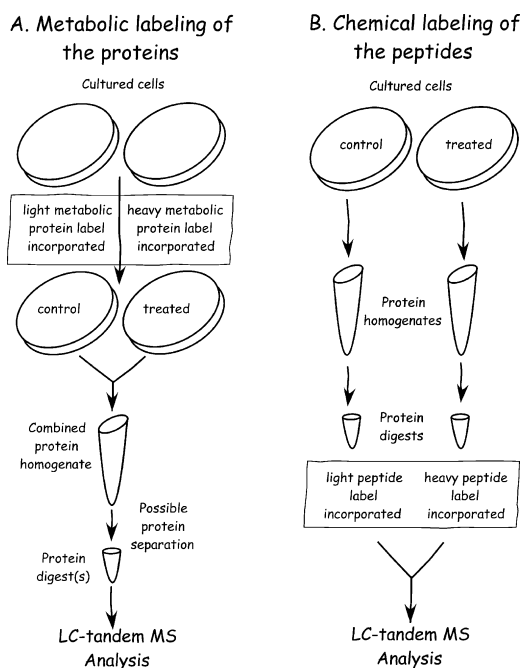 A. Metabolic labeling of
the proteins
Cultured cells
light metabolic
protein label
incorporated
heavy metabolic
protein label
incorporated
control
treated
Combined
protein
homogenate
Possible
protein
separation
Protein
digest(s)
LC-tandem MS
Analysis
B. Chemical labeling of
the peptides
Cultured cells
control
treated
Protein
homogenates
Protein
digests
light peptide
label
incorporated
heavy peptide
label
incorporated
LC-tandem MS
Analysis